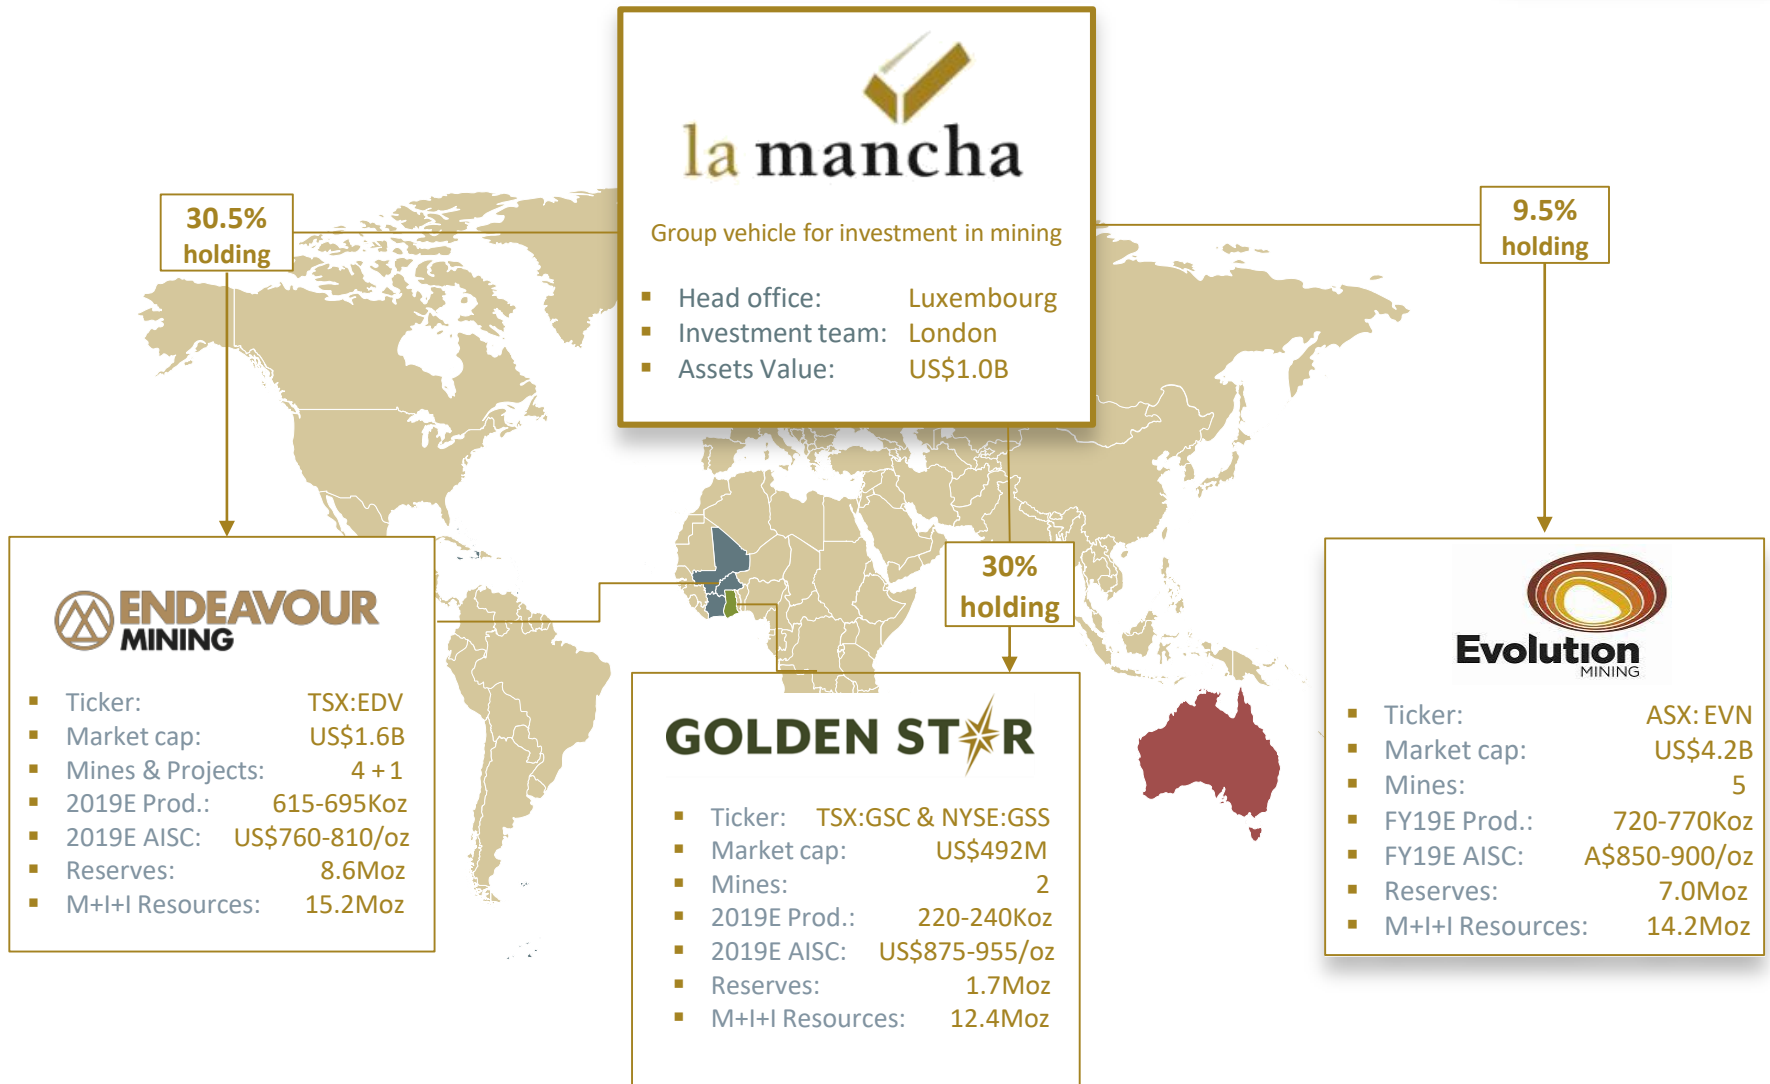 la mancha
Group vehicle for investment in mining
▪ Head office: Luxembourg
▪ Investment team: London
▪ Assets Value: US$1.0B
30.5%
holding
9.5%
holding
30%
holding
ENDEAVOUR
MINING
▪ Ticker: TSX:EDV
▪ Market cap: US$1.6B
▪ Mines & Projects: 4 + 1
▪ 2019E Prod.: 615-695Koz
▪ 2019E AISC: US$760-810/oz
▪ Reserves: 8.6Moz
▪ M+I+I Resources: 15.2Moz
GOLDEN STAR
▪ Ticker: TSX:GSC & NYSE:GSS
▪ Market cap: US$492M
▪ Mines: 2
▪ 2019E Prod.: 220-240Koz
▪ 2019E AISC: US$875-955/oz
▪ Reserves: 1.7Moz
▪ M+I+I Resources: 12.4Moz
Evolution
MINING
▪ Ticker: ASX: EVN
▪ Market cap: US$4.2B
▪ Mines: 5
▪ FY19E Prod.: 720-770Koz
▪ FY19E AISC: A$850-900/oz
▪ Reserves: 7.0Moz
▪ M+I+I Resources: 14.2Moz